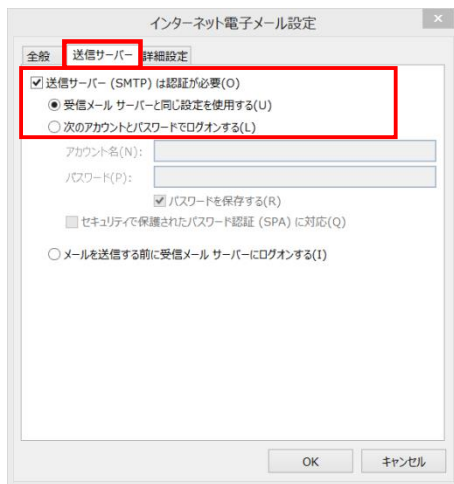 インターネット電子メール設定
×
全般 送信サーバー 詳細設定
送信サーバー (SMTP) は認証が必要(O)
受信メール サーバーと同じ設定を使用する(U)
次のアカウントとパスワードでログオンする(L)
アカウント名(N):
パスワード(P):
パスワードを保存する(R)
セキュリティで保護されたパスワード認証 (SPA) に対応(Q)
メールを送信する前に受信メール サーバーにログオンする(I)
OK キャンセル